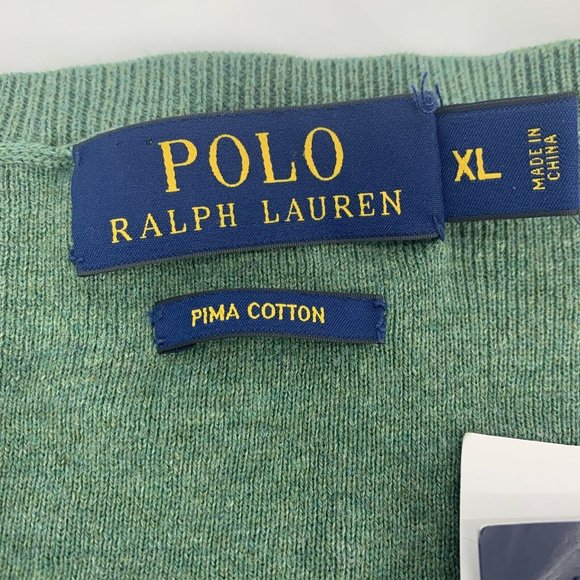 POLO
RALPH LAUREN
XL
MADE IN
CHINA
PIMA COTTON